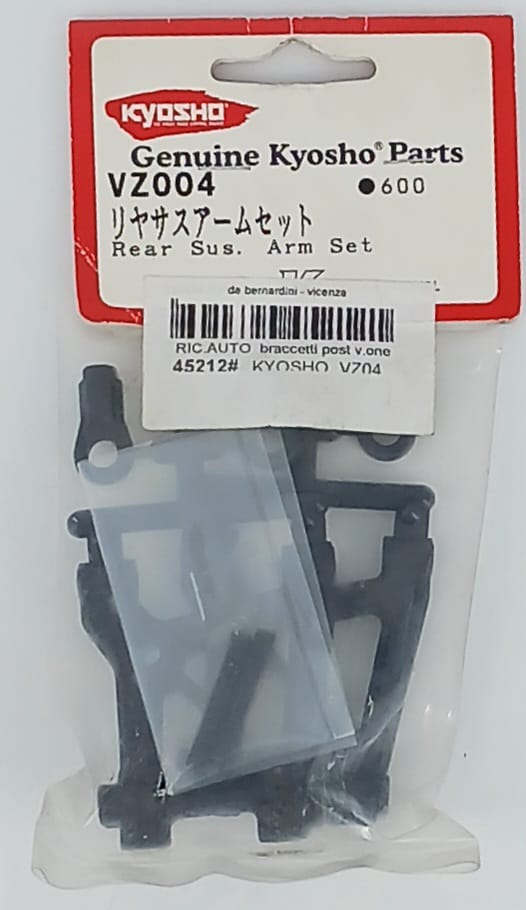 KYOSHO
Genuine Kyosho® Parts
VZ004 ●600
リヤサスアームセット
Rear Sus. Arm Set
da bernardini - vicenza
RIC.AUTO braccetti post v.one
45212# KYOSHO VZ04